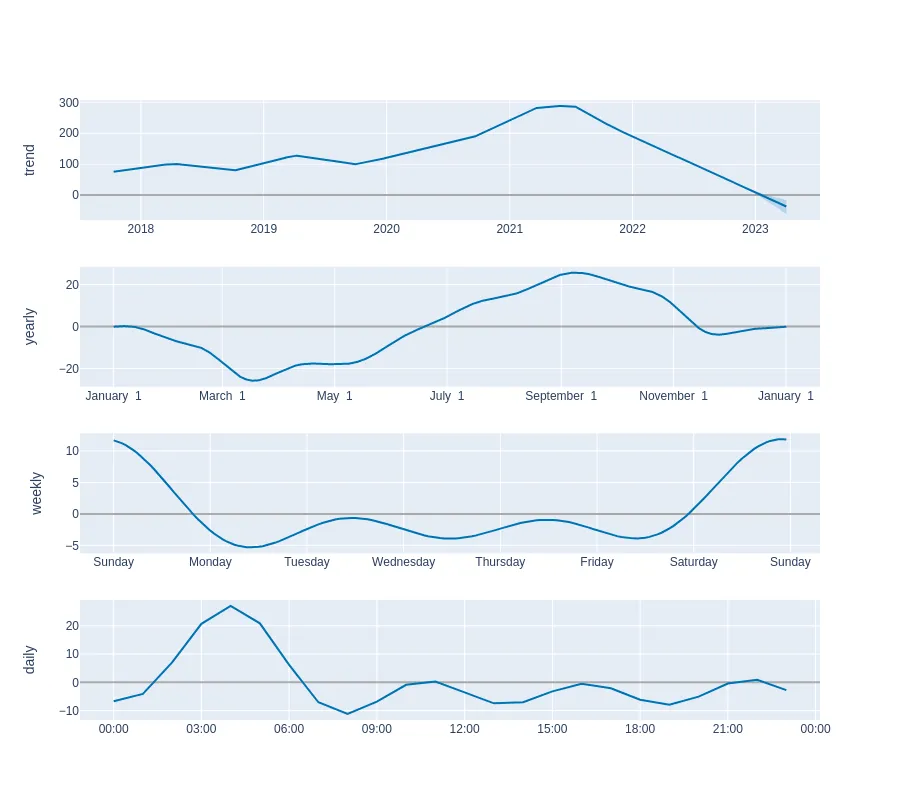 300
200
100
0
trend
2018 2019 2020 2021 2022 2023
20
0
−20
yearly
January 1 March 1 May 1 July 1 September 1 November 1 January 1
10
5
0
−5
weekly
Sunday Monday Tuesday Wednesday Thursday Friday Saturday Sunday
20
10
0
−10
daily
00:00 03:00 06:00 09:00 12:00 15:00 18:00 21:00 00:00